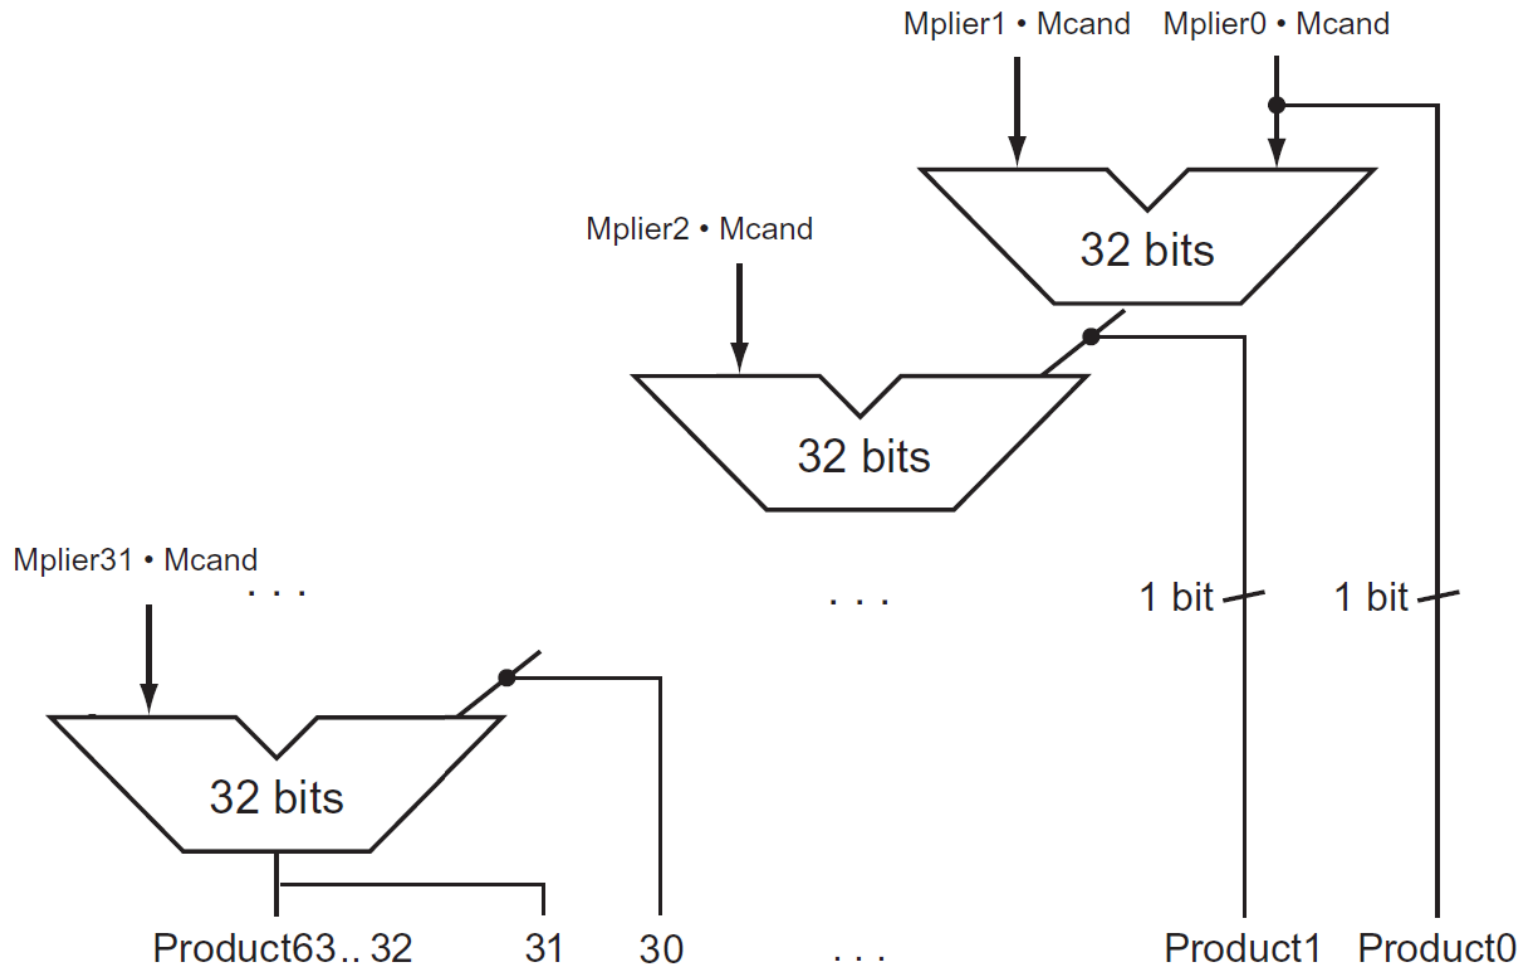 Mplier1 • Mcand Mplier0 • Mcand
32 bits
Mplier2 • Mcand
32 bits
Mplier31 • Mcand
. . .
. . .
1 bit 1 bit
32 bits
Product63.. 32 31 30 . . . Product1 Product0